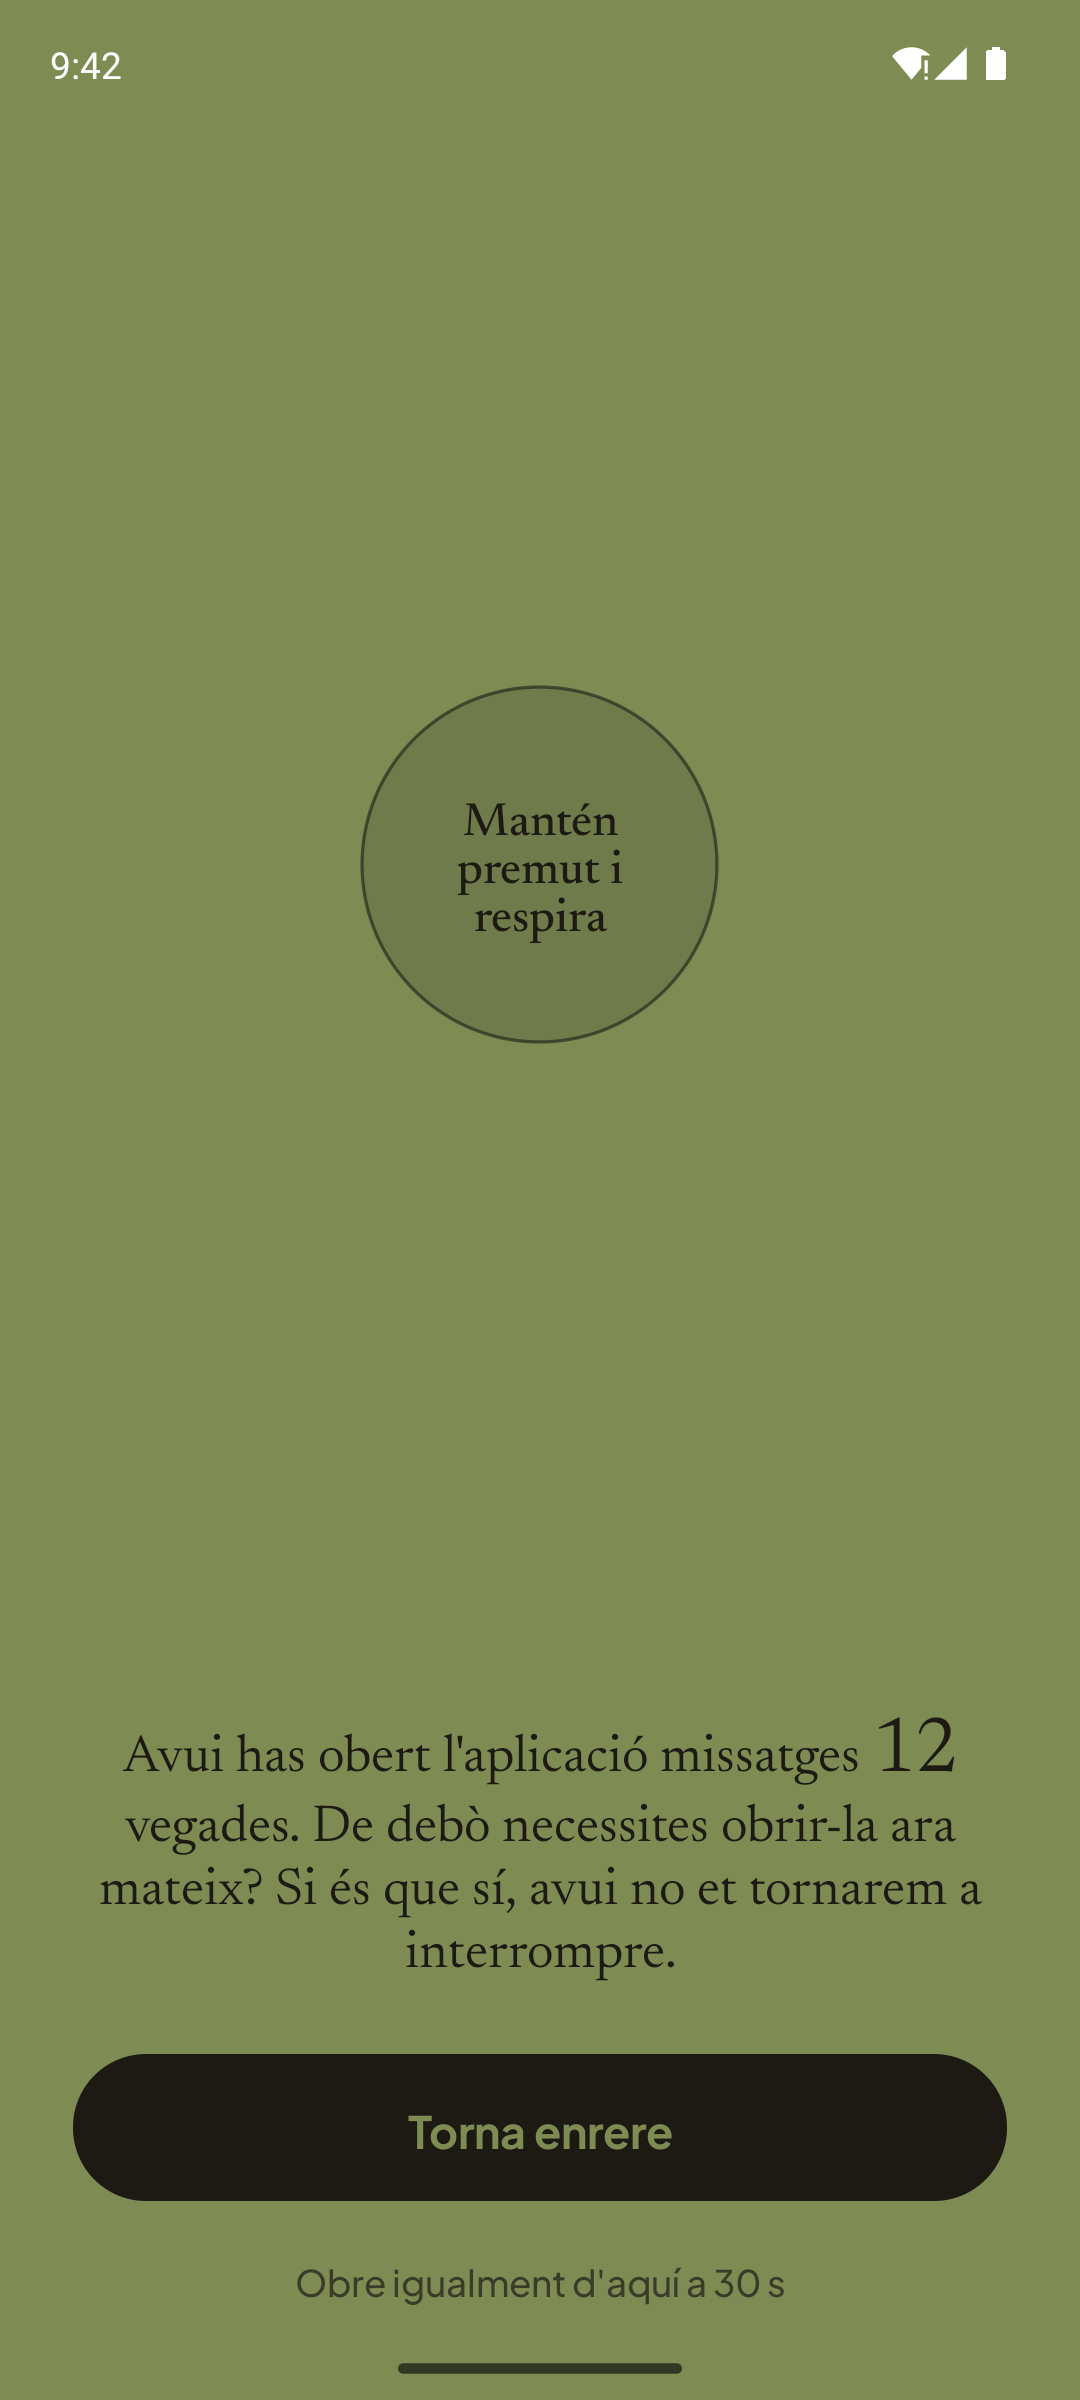 9:42
Mantén
premut i
respira
Avui has obert l'aplicació missatges 12
vegades. De debò necessites obrir-la ara
mateix? Si és que sí, avui no et tornarem a
interrompre.
Torna enrere
Obre igualment d'aquí a 30 s